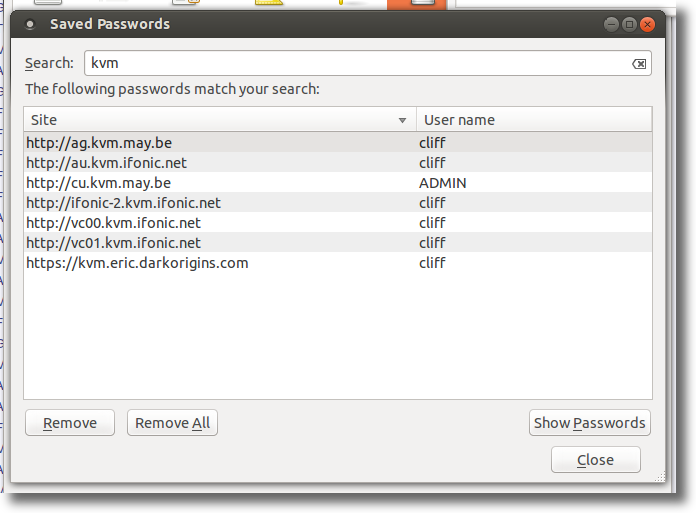 Saved Passwords
Search: kvm
The following passwords match your search:
Site User name
http://ag.kvm.may.be cliff
http://au.kvm.ifonic.net cliff
http://cu.kvm.may.be ADMIN
http://ifonic-2.kvm.ifonic.net cliff
http://vc00.kvm.ifonic.net cliff
http://vc01.kvm.ifonic.net cliff
https://kvm.eric.darkorigins.com cliff
Remove Remove All Show Passwords
Close